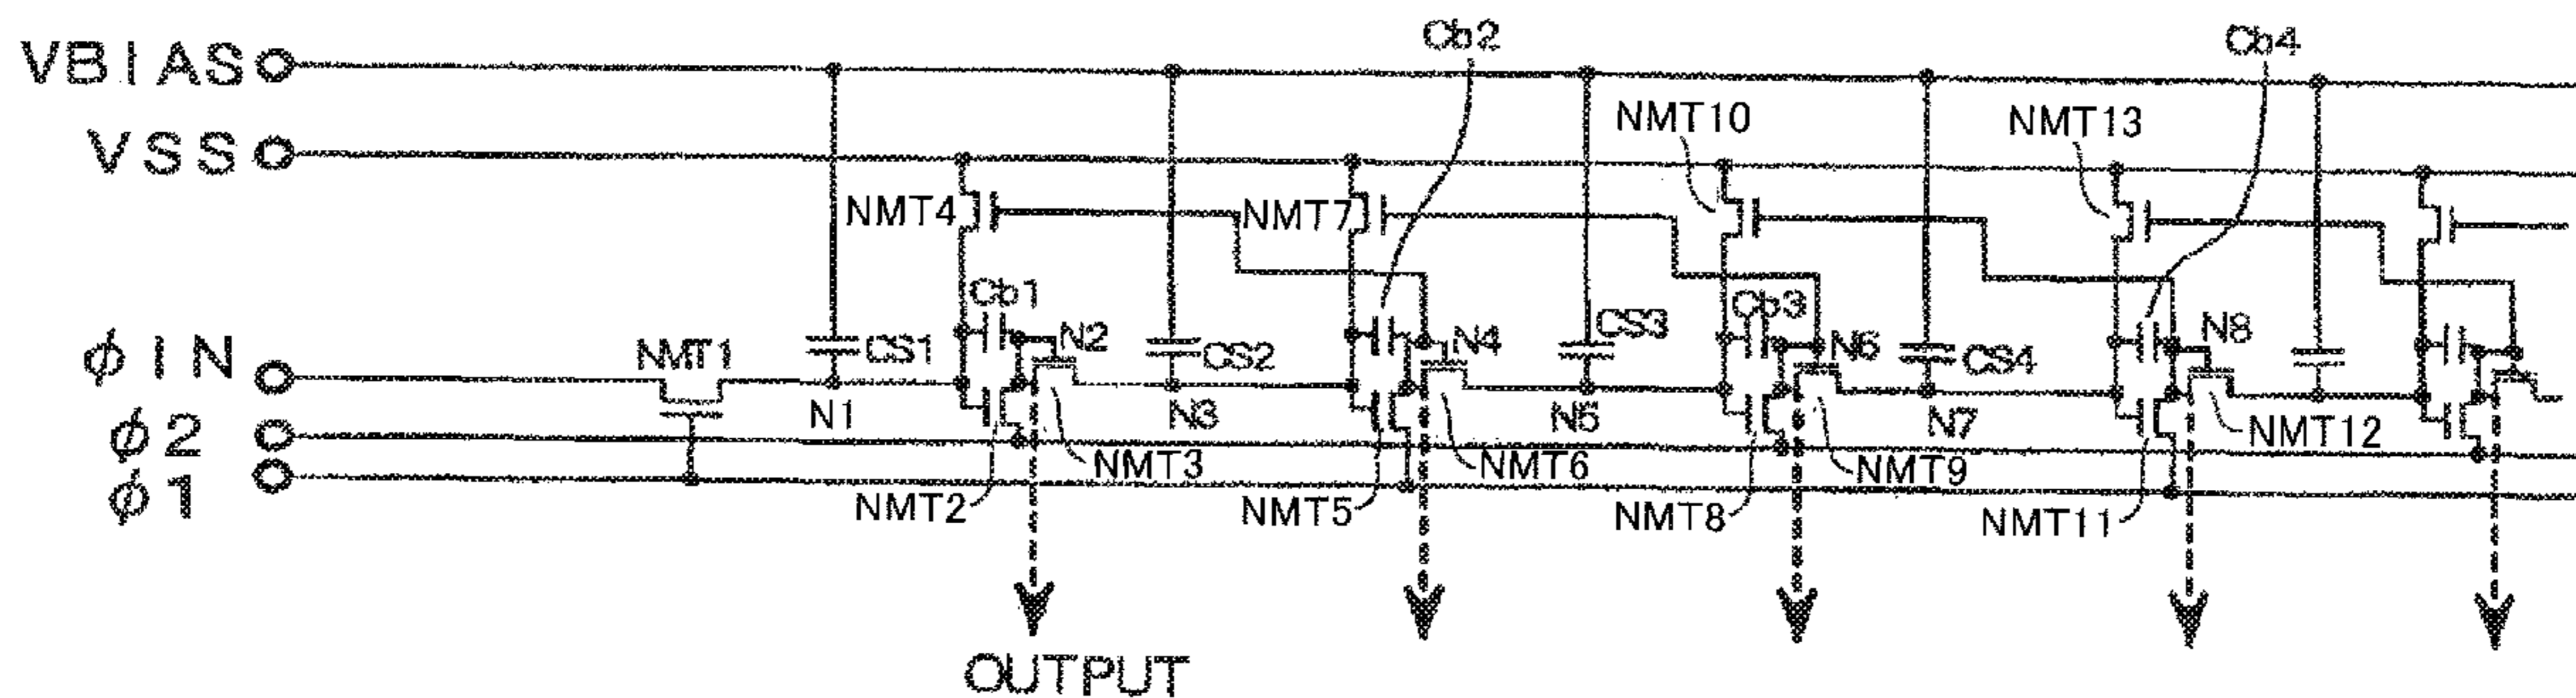 VBIAS
VSS
φIN
φ2
φ1
NMT1
CS1
N1
NMT4
Cb1
N2
NMT2
NMT3
OUTPUT
CS2
N3
NMT7
Cb2
N4
NMT5
NMT6
CS3
N5
NMT10
Cb3
N6
NMT8
NMT9
CS4
N7
NMT13
Cb4
N8
NMT11
NMT12